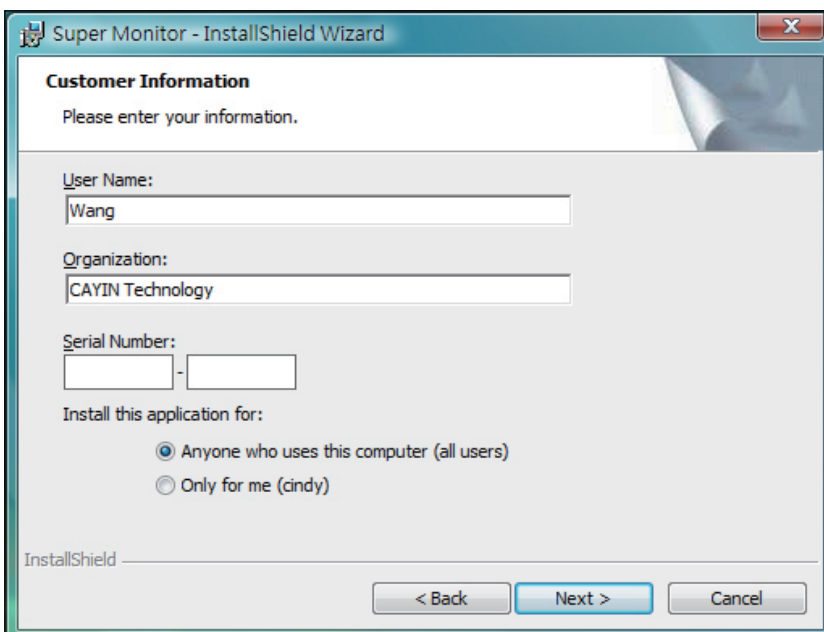 Super Monitor - InstallShield Wizard
Customer Information
Please enter your information.
User Name:
Wang
Organization:
CAYIN Technology
Serial Number:
-
Install this application for:
Anyone who uses this computer (all users)
Only for me (cindy)
InstallShield
< Back Next > Cancel